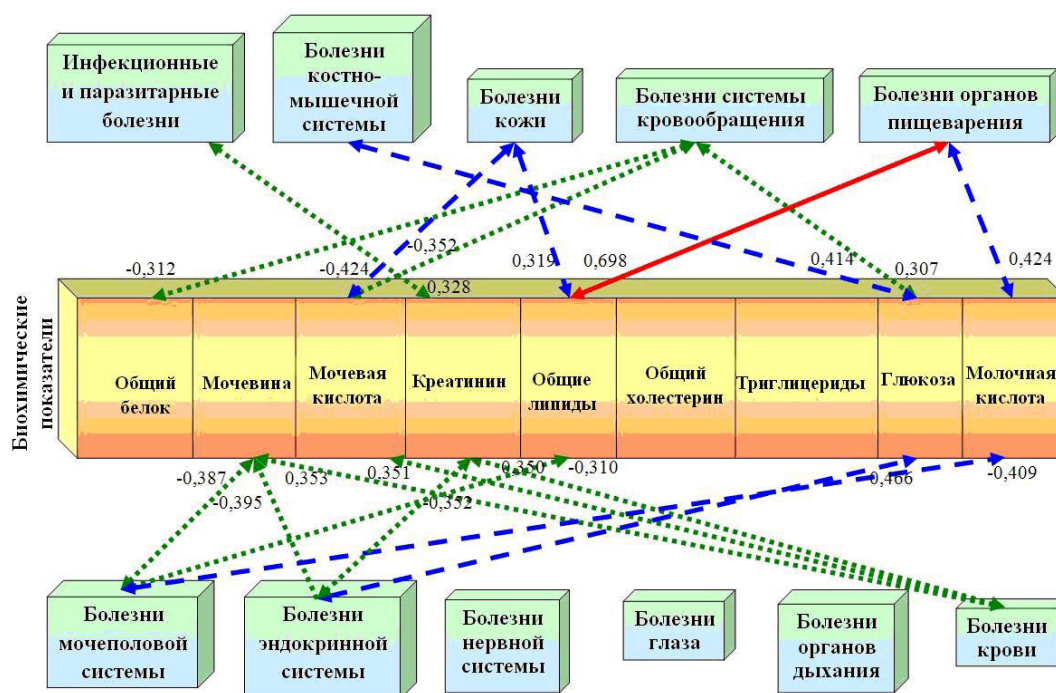 Инфекционные
и паразитарные
болезни
Болезни
костно-
мышечной
системы
Болезни
кожи
Болезни системы
кровообращения
Болезни органов
пищеварения
-0,312
-0,424
-0,352
0,328
0,319
0,698
0,414
0,307
0,424
Биохимические
показатели
Общий
белок
Мочевина
Мочевая
кислота
Креатинин
Общие
липиды
Общий
холестерин
Триглицериды
Глюкоза
Молочная
кислота
-0,387
-0,395
0,353
0,351
-0,352
0,350
-0,310
0,466
-0,409
Болезни
мочеполовой
системы
Болезни
эндокринной
системы
Болезни
нервной
системы
Болезни
глаза
Болезни
органов
дыхания
Болезни
крови